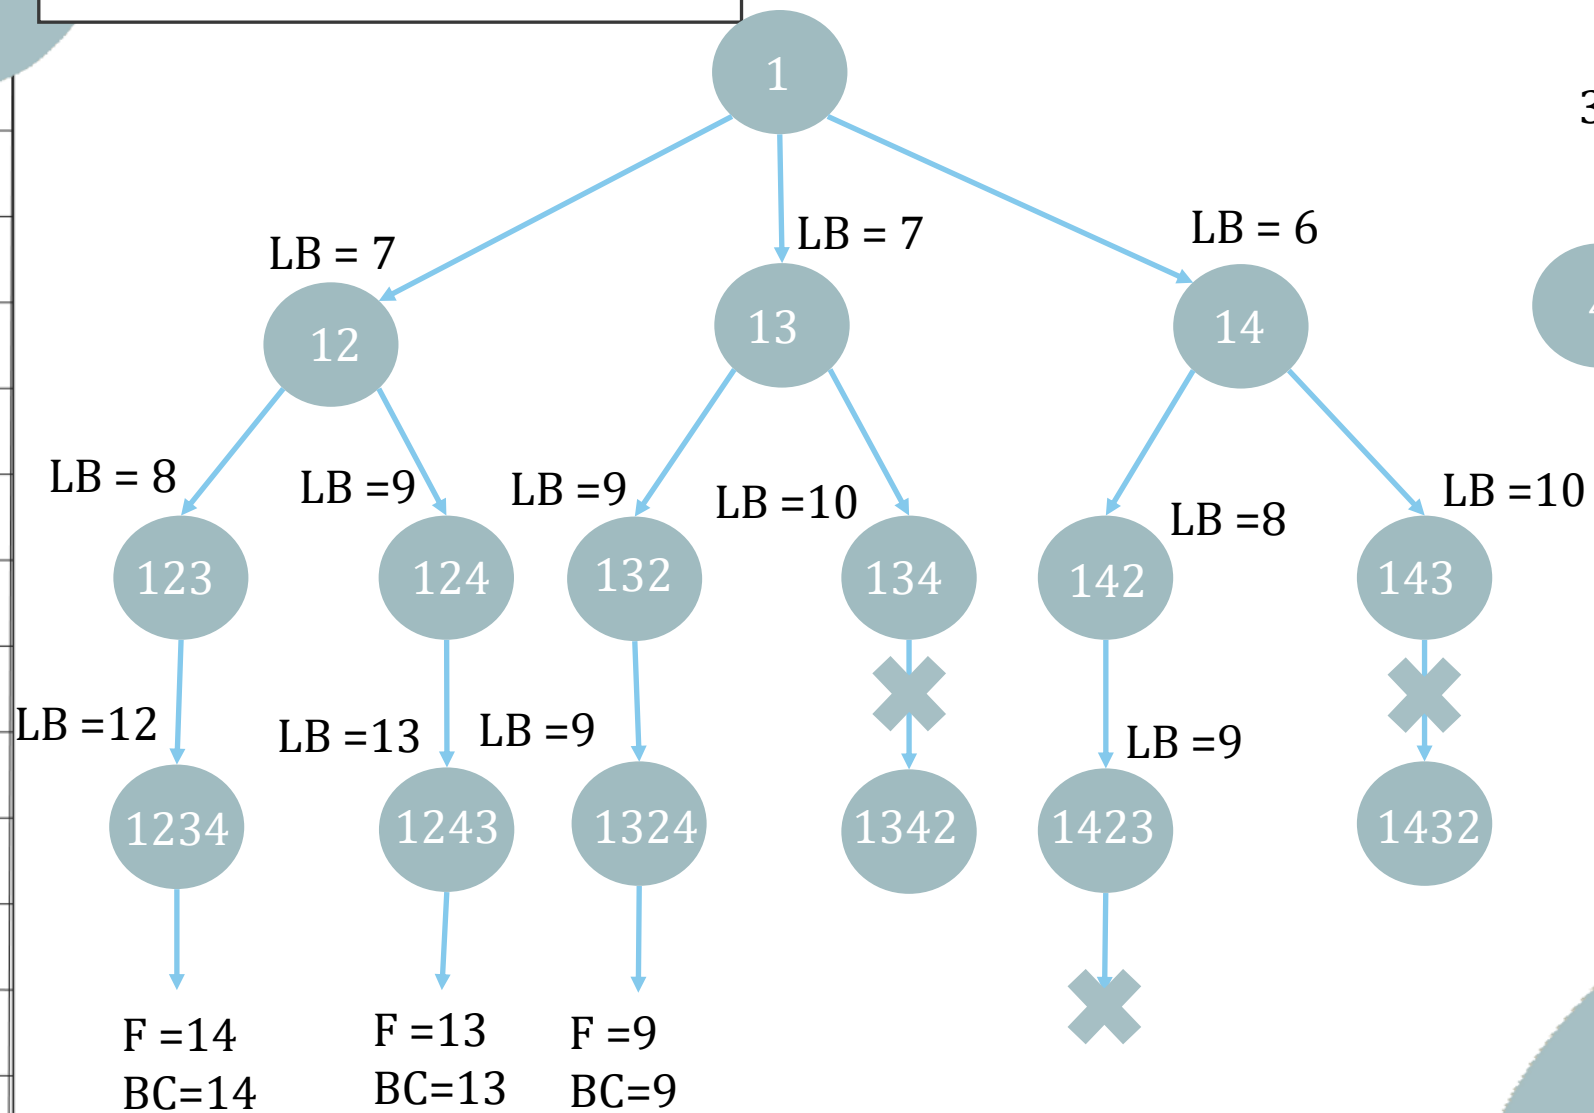 1
3
LB = 7
LB = 7
LB = 6
12
13
14
LB = 8
LB =9
LB =9
LB =10
LB =8
LB =10
123
124
132
134
142
143
LB =12
LB =13
LB =9
LB =9
1234
1243
1324
1342
1423
1432
F =14
BC=14
F =13
BC=13
F =9
BC=9